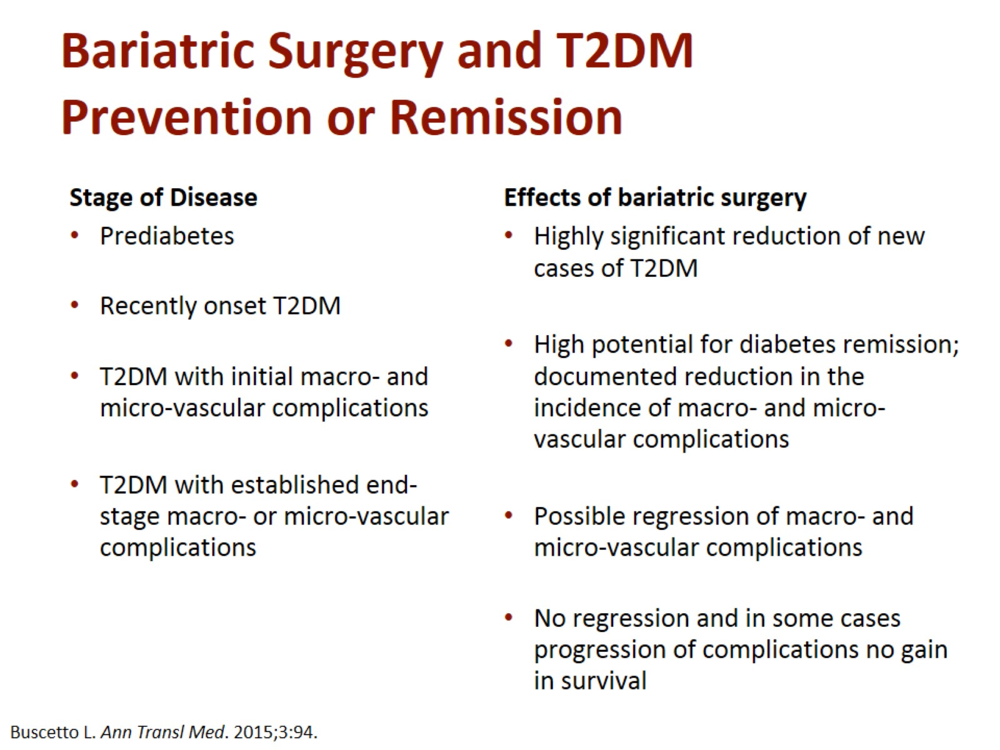 Bariatric Surgery and T2DM
Prevention or Remission
Stage of Disease
• Prediabetes
• Recently onset T2DM
• T2DM with initial macro- and
micro-vascular complications
• T2DM with established end-
stage macro- or micro-vascular
complications
Effects of bariatric surgery
• Highly significant reduction of new
cases of T2DM
• High potential for diabetes remission;
documented reduction in the
incidence of macro- and micro-
vascular complications
• Possible regression of macro- and
micro-vascular complications
• No regression and in some cases
progression of complications no gain
in survival
Buscetto L. Ann Transl Med. 2015;3:94.